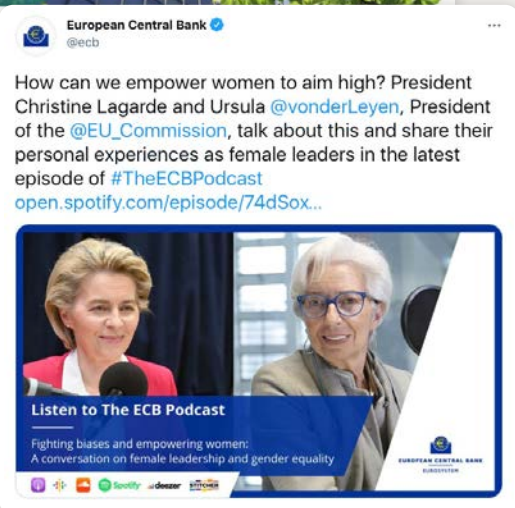 European Central Bank
@ecb
How can we empower women to aim high? President
Christine Lagarde and Ursula @vonderLeyen, President
of the @EU_Commission, talk about this and share their
personal experiences as female leaders in the latest
episode of #TheECBPodcast
open.spotify.com/episode/74dSox...
Listen to The ECB Podcast
Fighting biases and empowering women:
A conversation on female leadership and gender equality
EUROPEAN CENTRAL BANK
EUROSYSTEM
Spotify deezer STITCHER